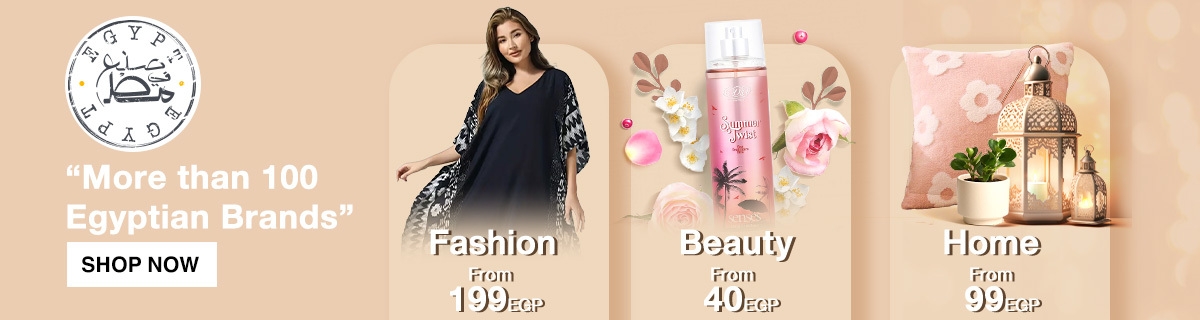 EGYPT
صنع
في
مصر
EGYPT
“More than 100
Egyptian Brands”
SHOP NOW
Fashion
From
199EGP
Summer
Twist
senses
Beauty
From
40EGP
Home
From
99EGP